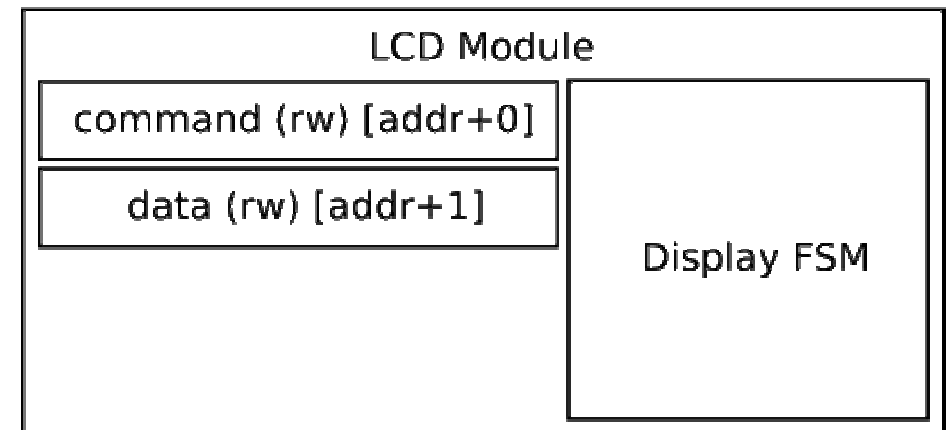 LCD Module
command (rw) [addr+0]
data (rw) [addr+1]
Display FSM